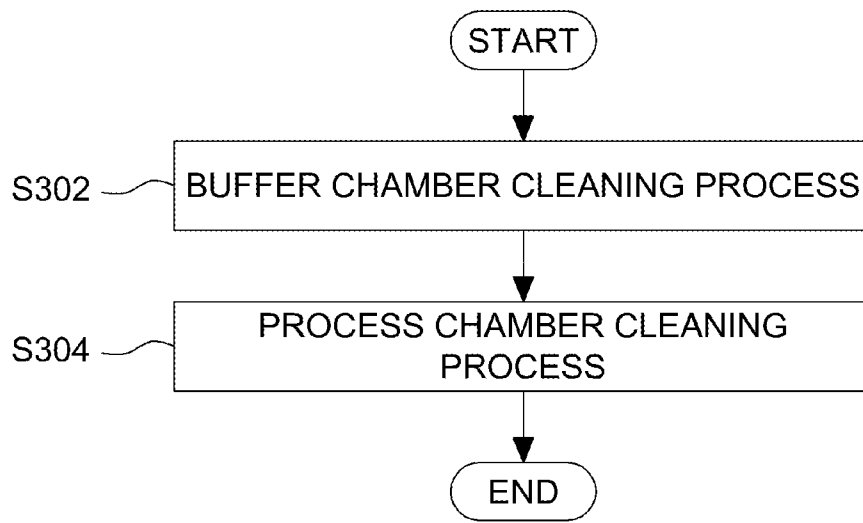 START
S302
BUFFER CHAMBER CLEANING PROCESS
S304
PROCESS CHAMBER CLEANING
PROCESS
END